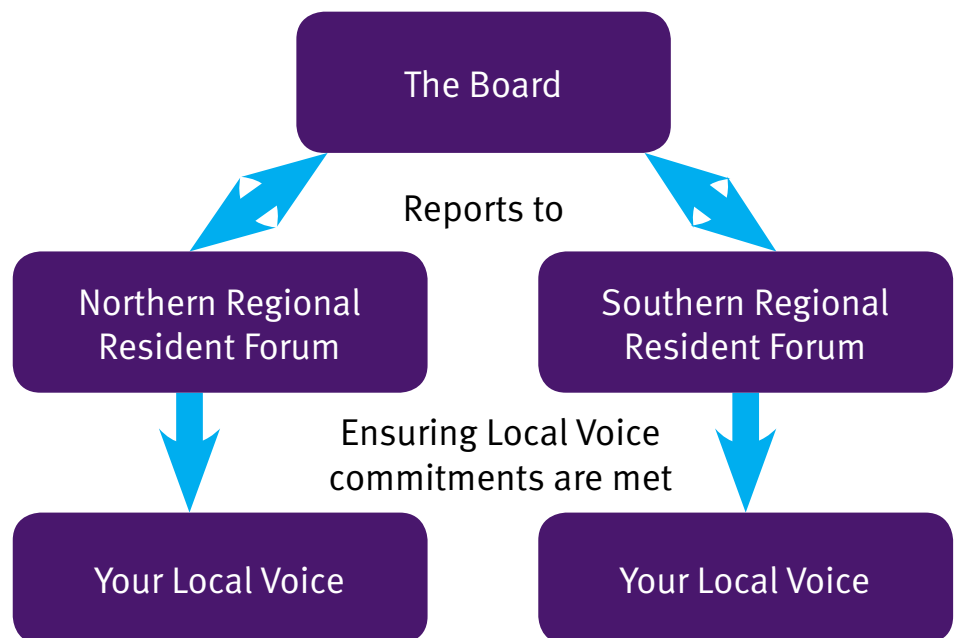 The Board
Reports to
Northern Regional
Resident Forum
Southern Regional
Resident Forum
Ensuring Local Voice
commitments are met
Your Local Voice
Your Local Voice